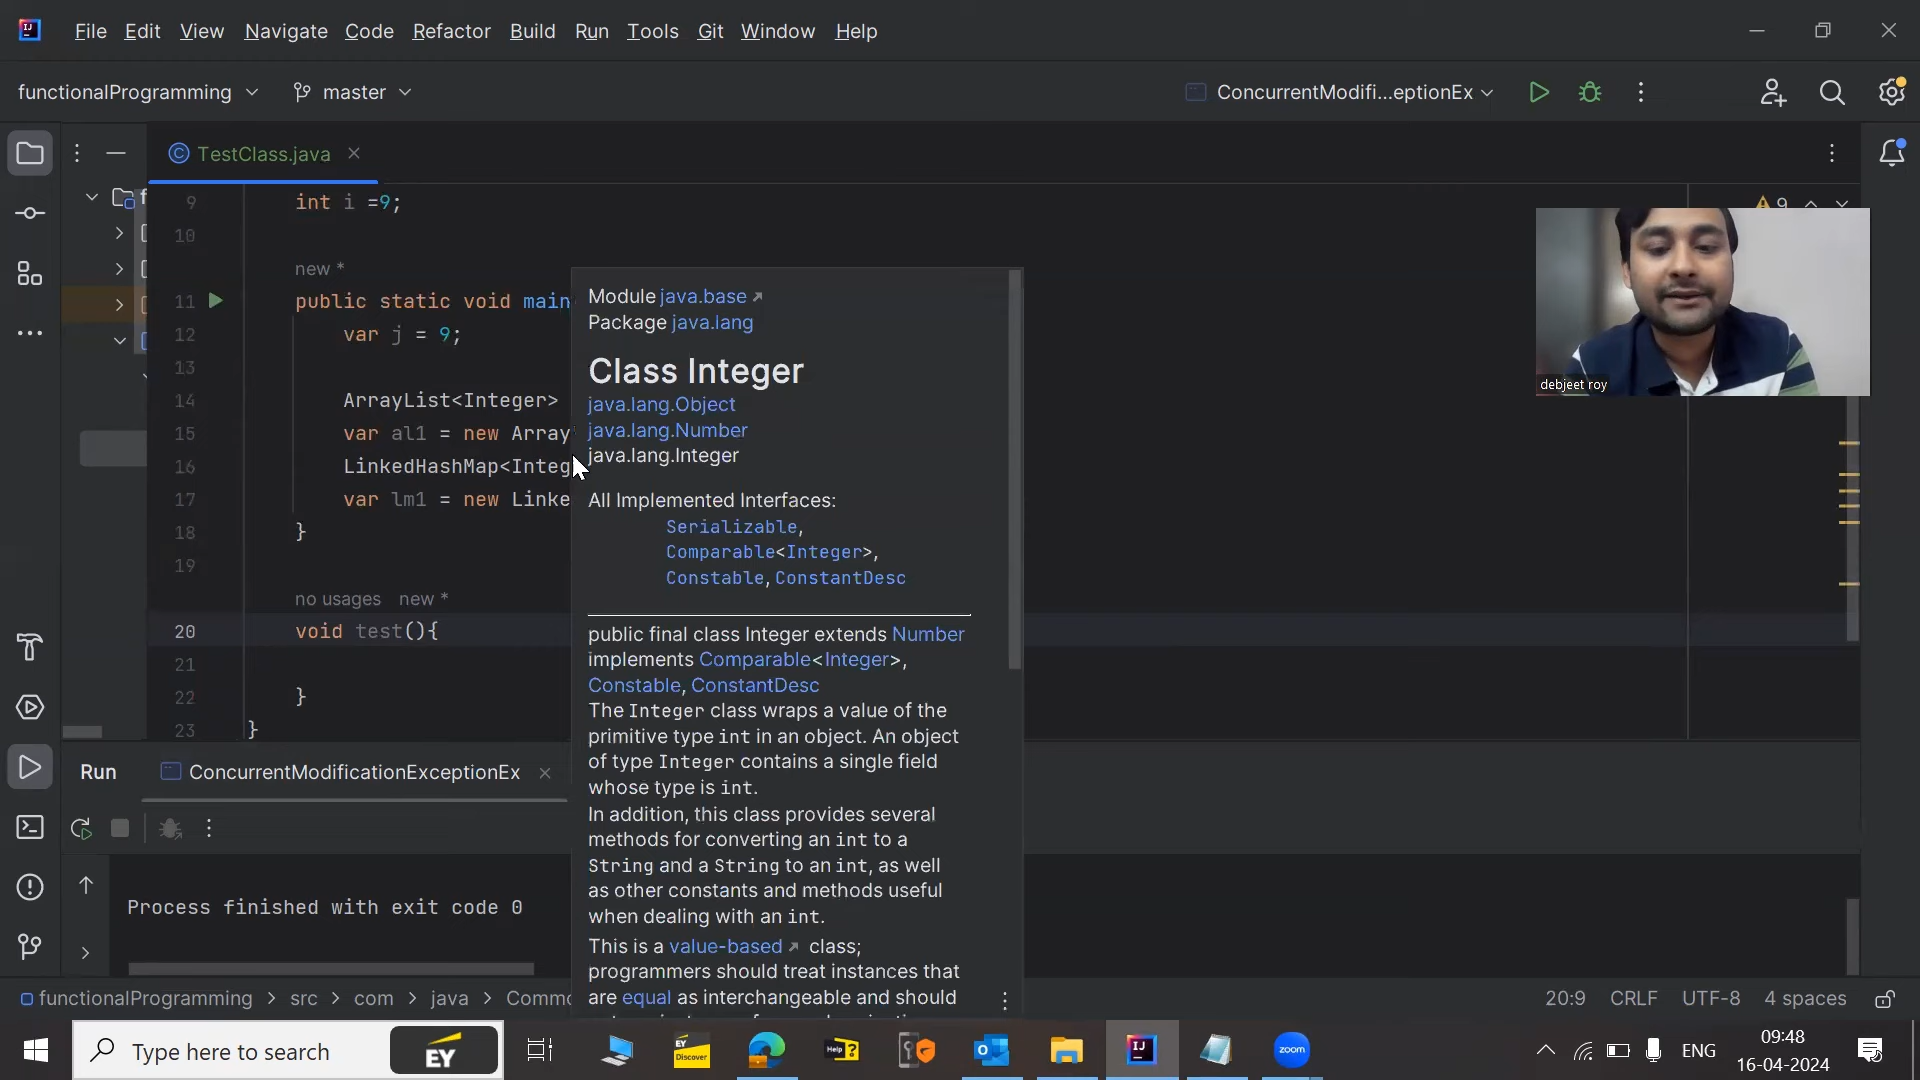 File Edit View Navigate Code Refactor Build Run Tools Git Window Help
functionalProgramming master ConcurrentModifi...eptionEx
TestClass.java
9 int i =9;
10
new *
11 public static void main
12 var j = 9;
13
14 ArrayList<Integer>
15 var al1 = new Array
16 LinkedHashMap<Integ
17 var lm1 = new Linke
18 }
19
no usages new *
20 void test(){
21
22 }
23 }
9
Module java.base
Package java.lang
Class Integer
java.lang.Object
java.lang.Number
java.lang.Integer
All Implemented Interfaces:
Serializable,
Comparable<Integer>,
Constable, ConstantDesc
public final class Integer extends Number
implements Comparable<Integer>,
Constable, ConstantDesc
The Integer class wraps a value of the
primitive type int in an object. An object
of type Integer contains a single field
whose type is int.
In addition, this class provides several
methods for converting an int to a
String and a String to an int, as well
as other constants and methods useful
when dealing with an int.
This is a value-based class;
programmers should treat instances that
are equal as interchangeable and should
debjeet roy
Run ConcurrentModificationExceptionEx
Process finished with exit code 0
functionalProgramming > src > com > java > Commo
20:9 CRLF UTF-8 4 spaces
Type here to search
EY
EY
Discover
Help?
zoom
ENG
09:48
16-04-2024